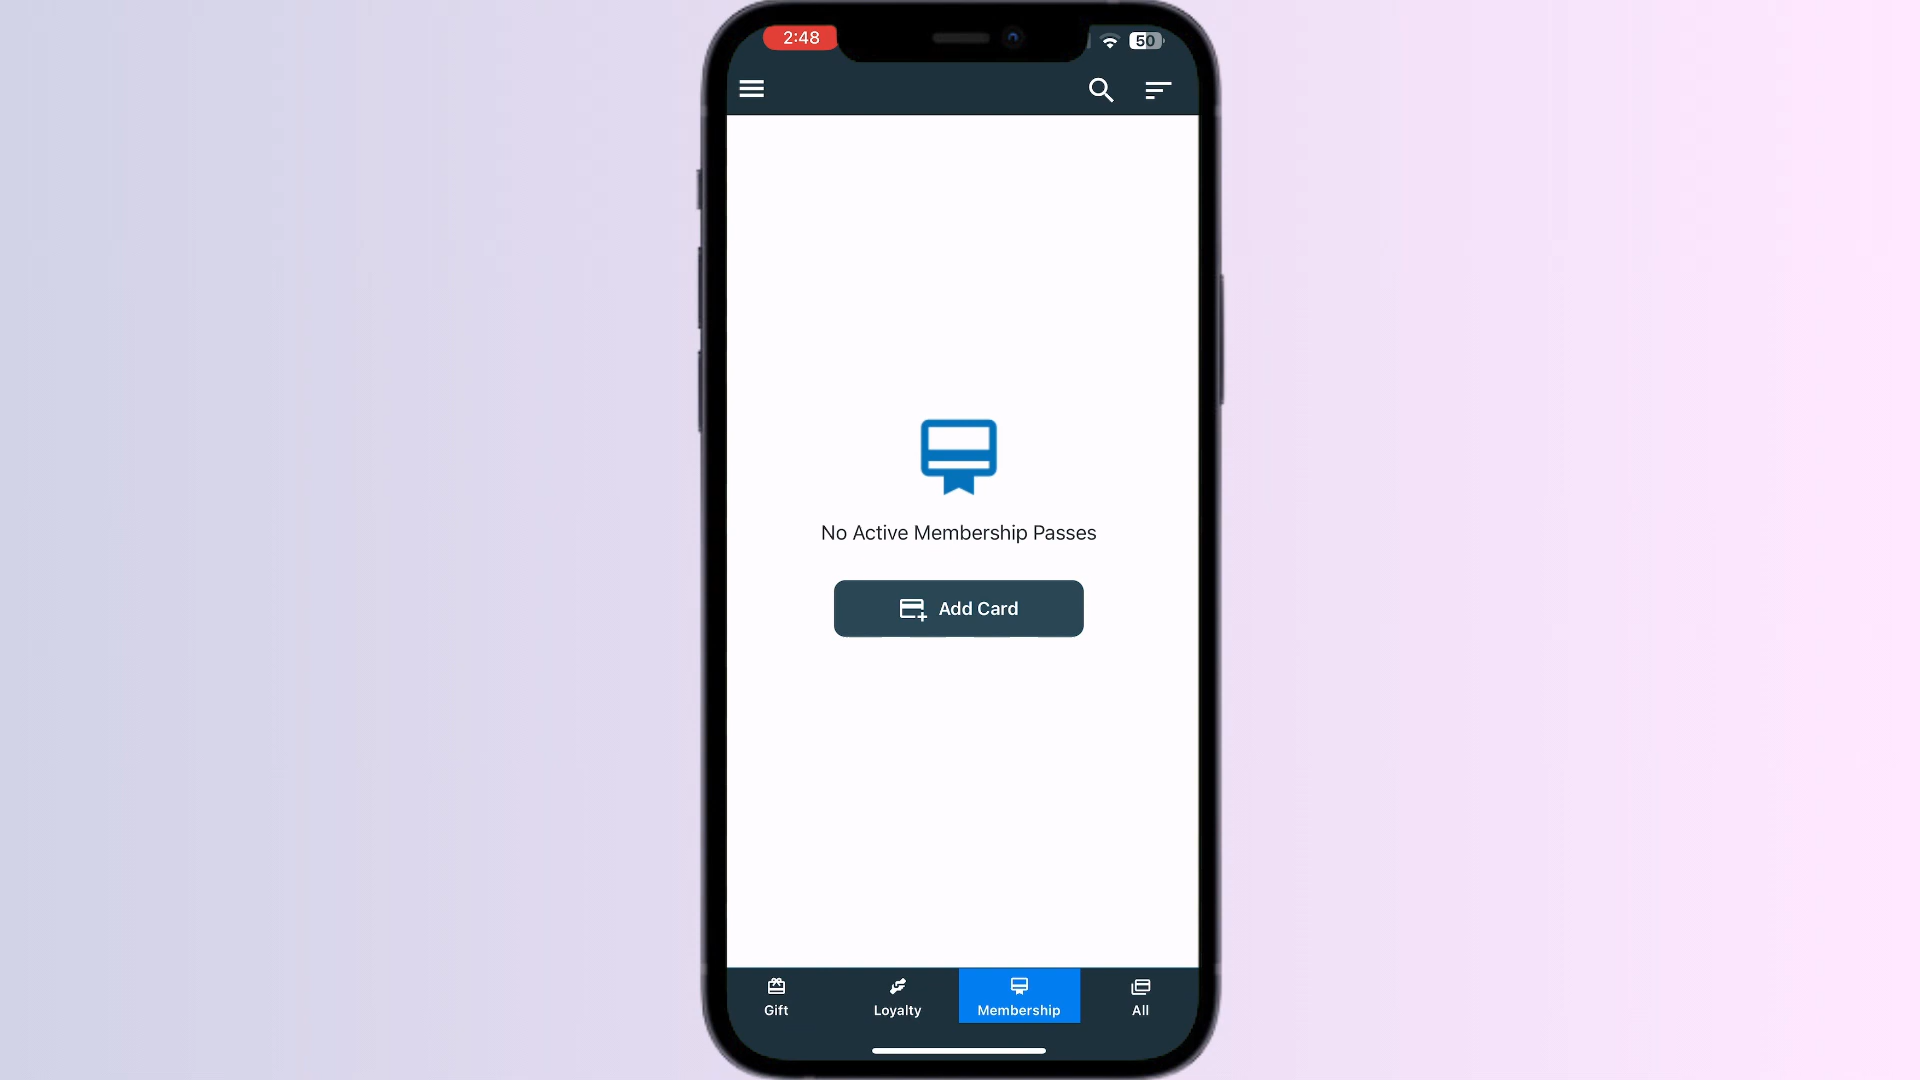 2:48
50
No Active Membership Passes
Add Card
Gift
Loyalty
Membership
All